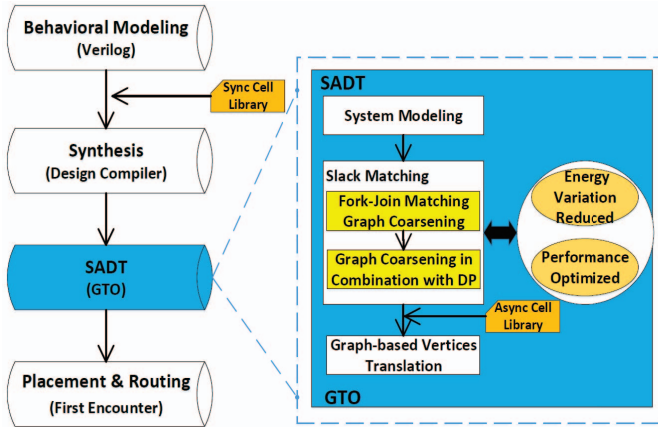 Behavioral Modeling
(Verilog)
Sync Cell
Library
Synthesis
(Design Compiler)
SADT
(GTO)
Placement & Routing
(First Encounter)
SADT
System Modeling
Slack Matching
Fork-Join Matching
Graph Coarsening
Graph Coarsening in
Combination with DP
Energy
Variation
Reduced
Performance
Optimized
Async Cell
Library
Graph-based Vertices
Translation
GTO